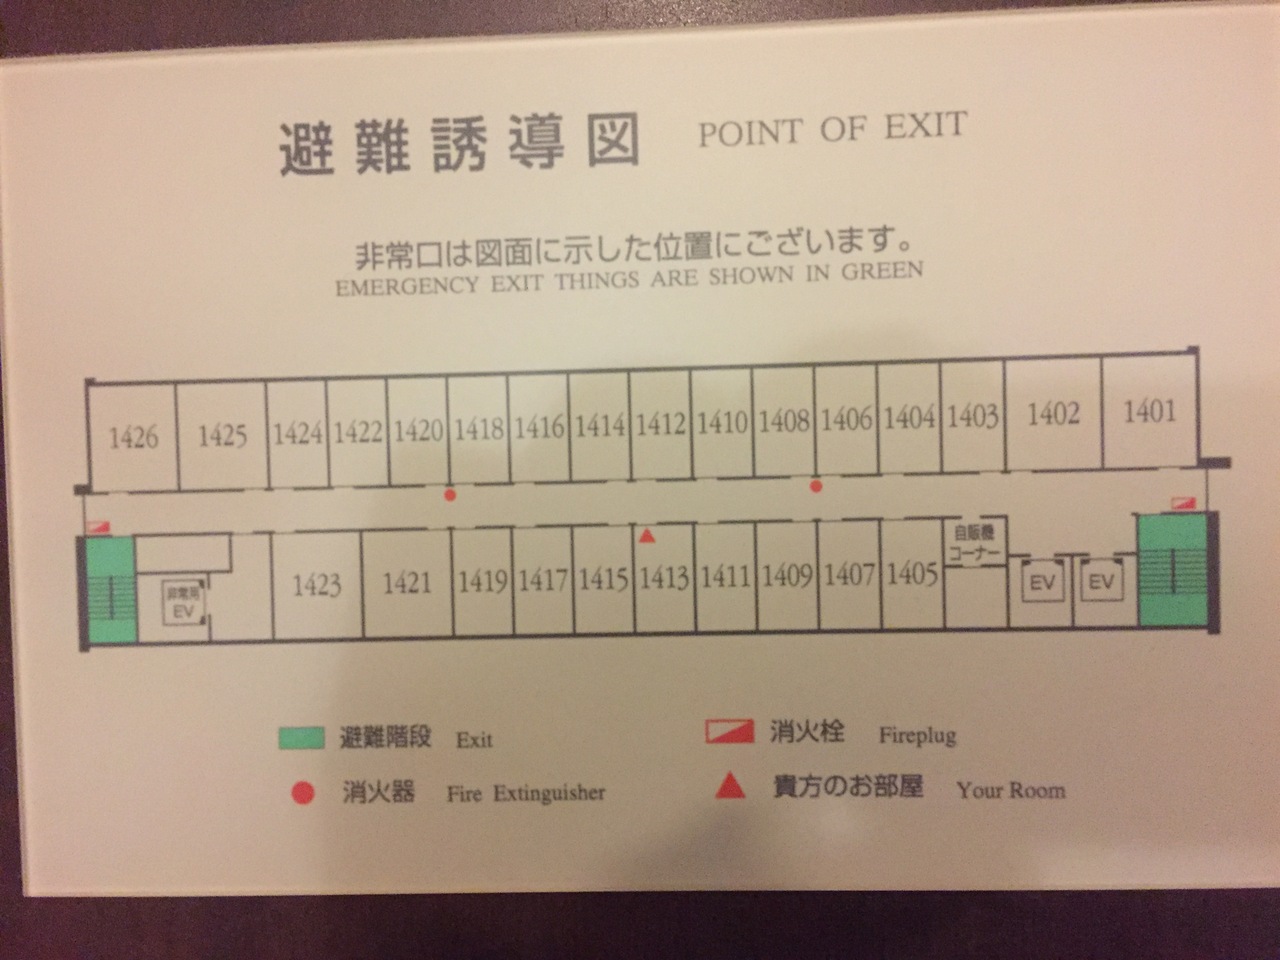 避難誘導図 POINT OF EXIT
非常口は図面に示した位置にございます。
EMERGENCY EXIT THINGS ARE SHOWN IN GREEN
1426 1425 1424 1422 1420 1418 1416 1414 1412 1410 1408 1406 1404 1403 1402 1401
非常用
EV
1423 1421 1419 1417 1415 1413 1411 1409 1407 1405
自販機
コーナー
EV EV
避難階段 Exit
消火栓 Fireplug
消火器 Fire Extinguisher
貴方のお部屋 Your Room